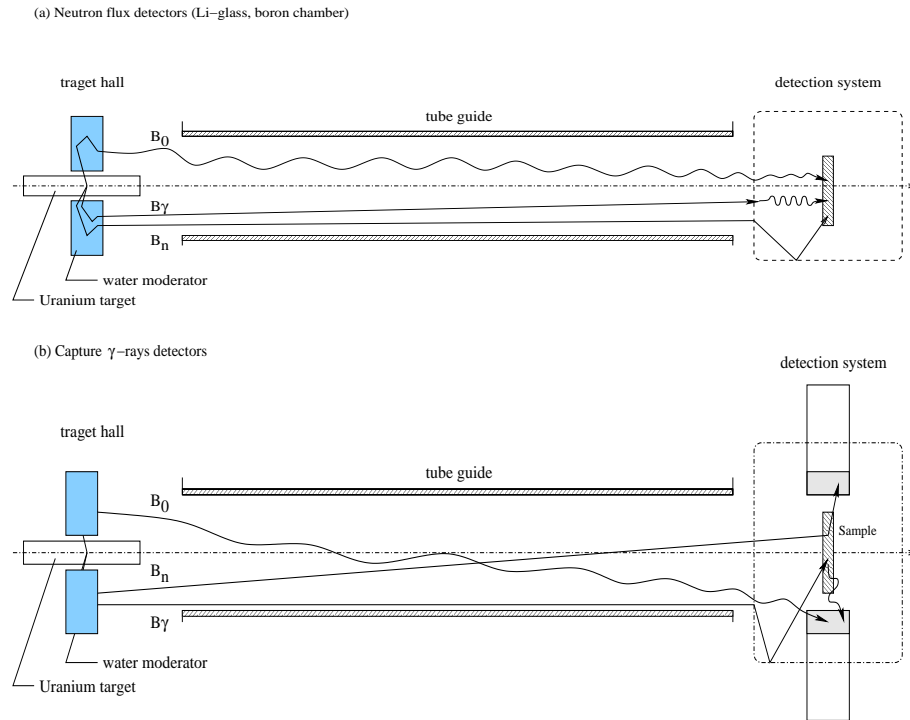 (a) Neutron flux detectors (Li−glass, boron chamber)
traget hall
detection system
tube guide
B0
Bγ
Bn
water moderator
Uranium target
(b) Capture γ−rays detectors
detection system
traget hall
tube guide
B0
Sample
Bn
Bγ
water moderator
Uranium target